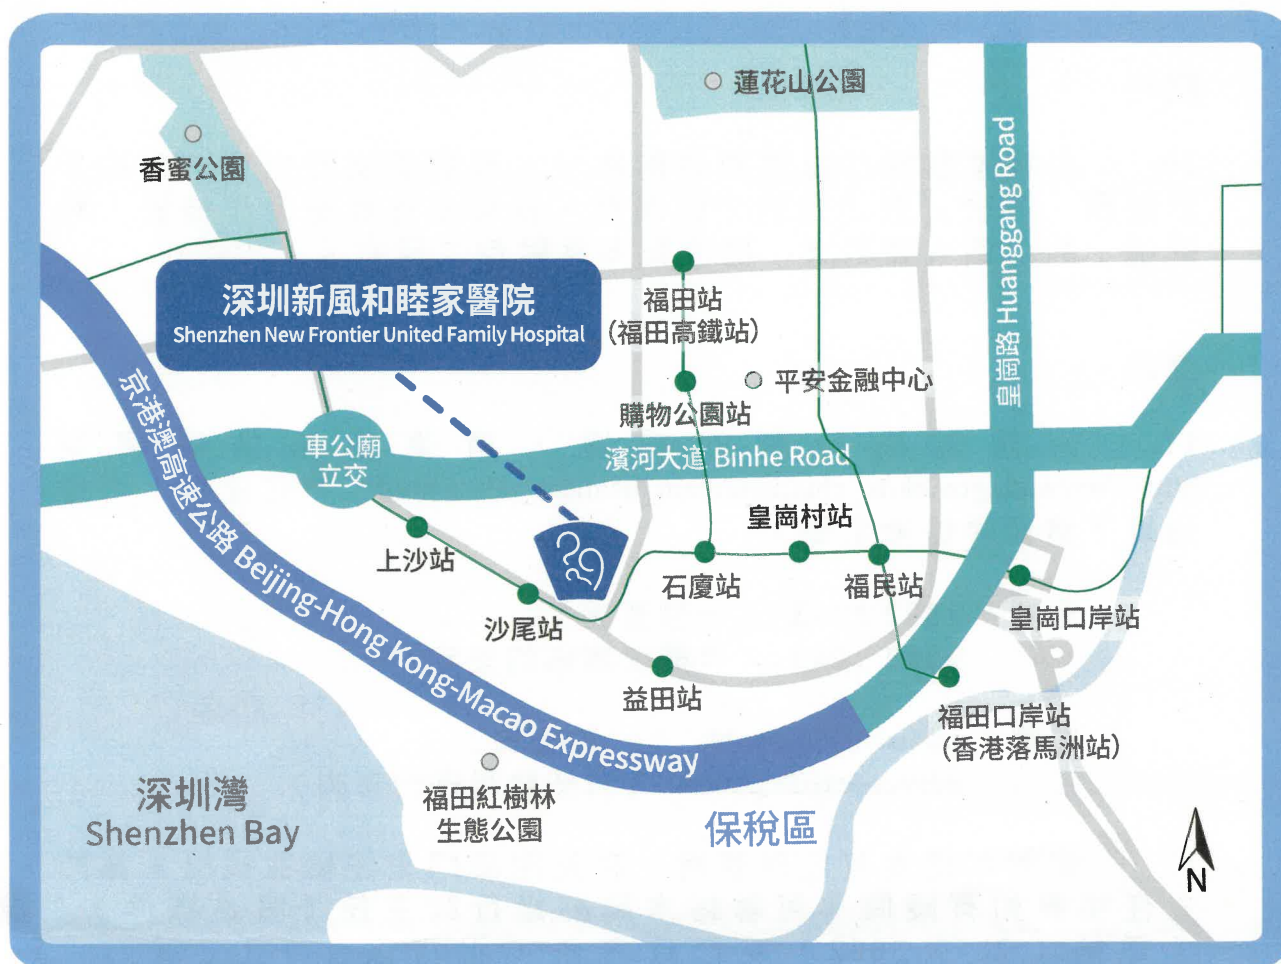 蓮花山公園
香蜜公園
皇崗路 Huanggang Road
深圳新風和睦家醫院
Shenzhen New Frontier United Family Hospital
福田站
(福田高鐵站)
平安金融中心
購物公園站
車公廟
立交
濱河大道 Binhe Road
京港澳高速公路 Beijing-Hong Kong-Macao Expressway
皇崗村站
上沙站
石廈站
福民站
沙尾站
皇崗口岸站
益田站
福田口岸站
(香港落馬洲站)
深圳灣
Shenzhen Bay
福田紅樹林
生態公園
保稅區
N